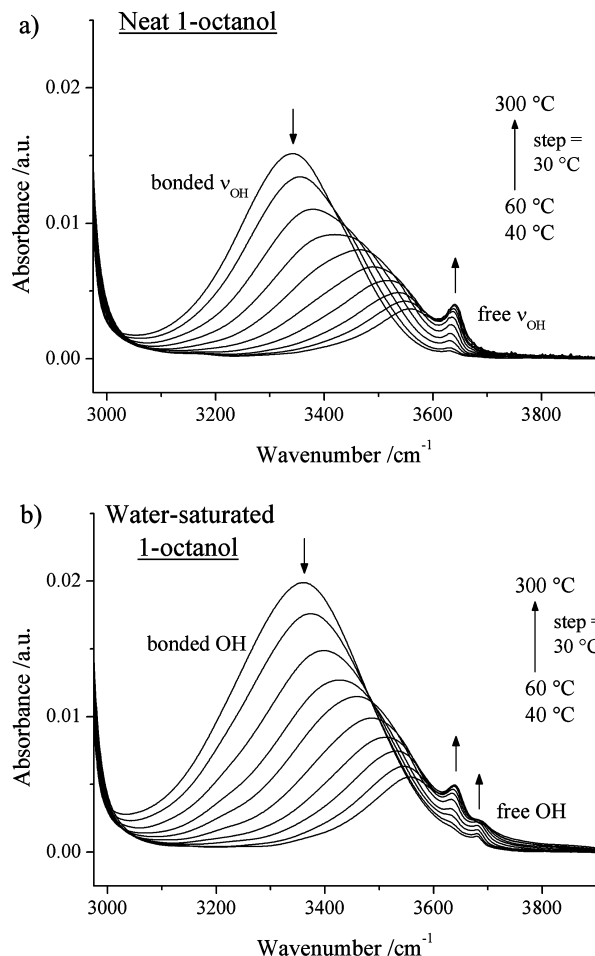 a)
Neat 1-octanol
0.02
0.01
0.00
Absorbance /a.u.
bonded νOH
300 °C
step =
30 °C
60 °C
40 °C
free νOH
3000
3200
3400
3600
3800
Wavenumber /cm-1
b)
Water-saturated
1-octanol
0.02
0.01
0.00
Absorbance /a.u.
bonded OH
300 °C
step =
30 °C
60 °C
40 °C
free OH
3000
3200
3400
3600
3800
Wavenumber /cm-1